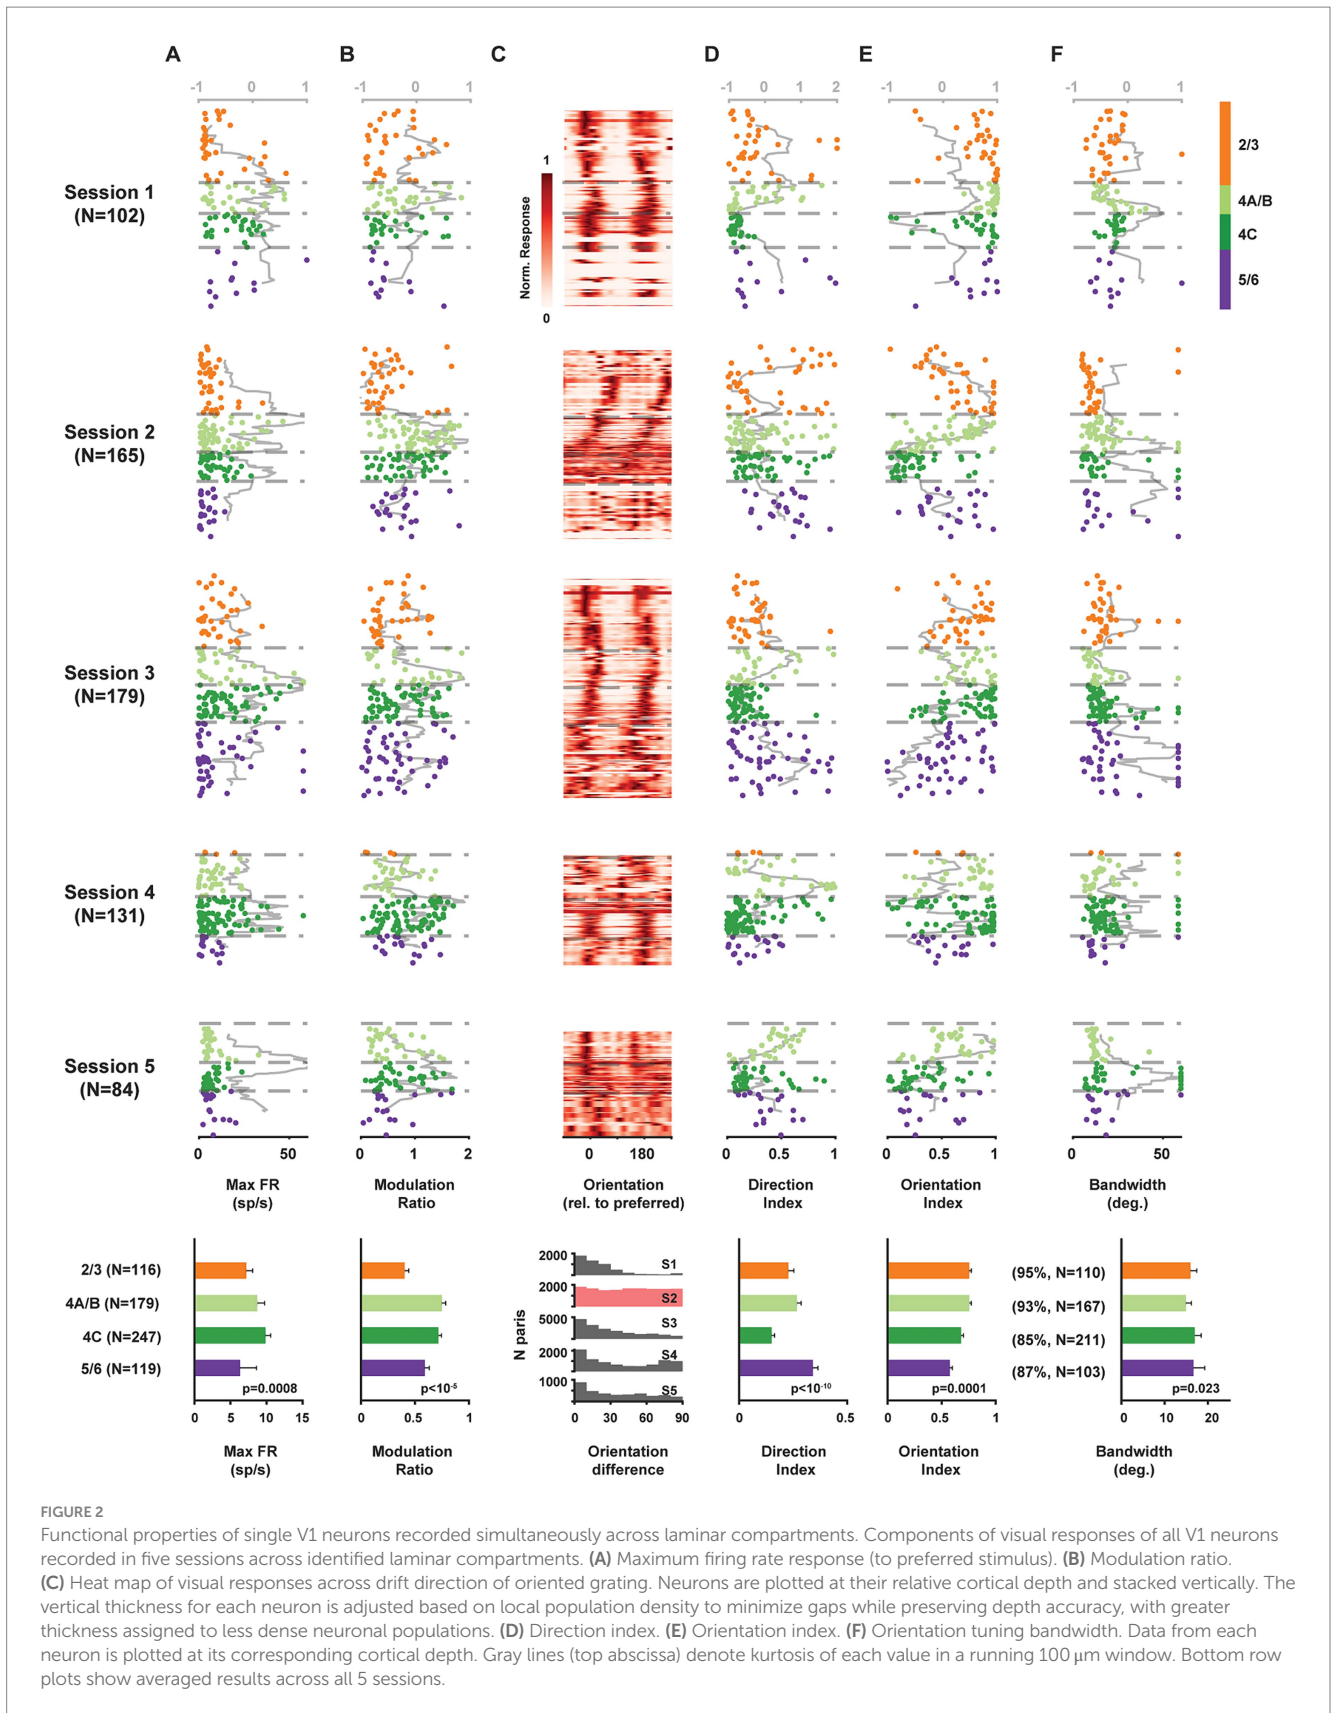 A B C D E F
-1 0 1 -1 0 1 -1 0 1 2 -1 0 1 -1 0 1
Session 1
(N=102)
1
Norm. Response
0
2/3
4A/B
4C
5/6
Session 2
(N=165)
Session 3
(N=179)
Session 4
(N=131)
Session 5
(N=84)
0 50 0 1 2 0 180 0 0.5 1 0 0.5 1 0 50
Max FR Modulation Orientation Direction Orientation Bandwidth
(sp/s) Ratio (rel. to preferred) Index Index (deg.)
2/3 (N=116)
4A/B (N=179)
4C (N=247)
5/6 (N=119)
p=0.0008
0 5 10 15
Max FR
(sp/s)
p<10-5
0 1
Modulation
Ratio
N paris
2000 S1
2000 S2
5000 S3
2000 S4
1000 S5
0 30 60 90
Orientation
difference
p<10-10
0 0.5
Direction
Index
p=0.0001
0 0.5 1
Orientation
Index
(95%, N=110)
(93%, N=167)
(85%, N=211)
(87%, N=103)
p=0.023
0 10 20
Bandwidth
(deg.)
FIGURE 2
Functional properties of single V1 neurons recorded simultaneously across laminar compartments. Components of visual responses of all V1 neurons
recorded in five sessions across identified laminar compartments. (A) Maximum firing rate response (to preferred stimulus). (B) Modulation ratio.
(C) Heat map of visual responses across drift direction of oriented grating. Neurons are plotted at their relative cortical depth and stacked vertically. The
vertical thickness for each neuron is adjusted based on local population density to minimize gaps while preserving depth accuracy, with greater
thickness assigned to less dense neuronal populations. (D) Direction index. (E) Orientation index. (F) Orientation tuning bandwidth. Data from each
neuron is plotted at its corresponding cortical depth. Gray lines (top abscissa) denote kurtosis of each value in a running 100 μm window. Bottom row
plots show averaged results across all 5 sessions.